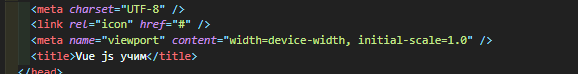 <meta charset="UTF-8" />
<link rel="icon" href="#" />
<meta name="viewport" content="width=device-width, initial-scale=1.0" />
<title>Vue js учим</title>
</head>